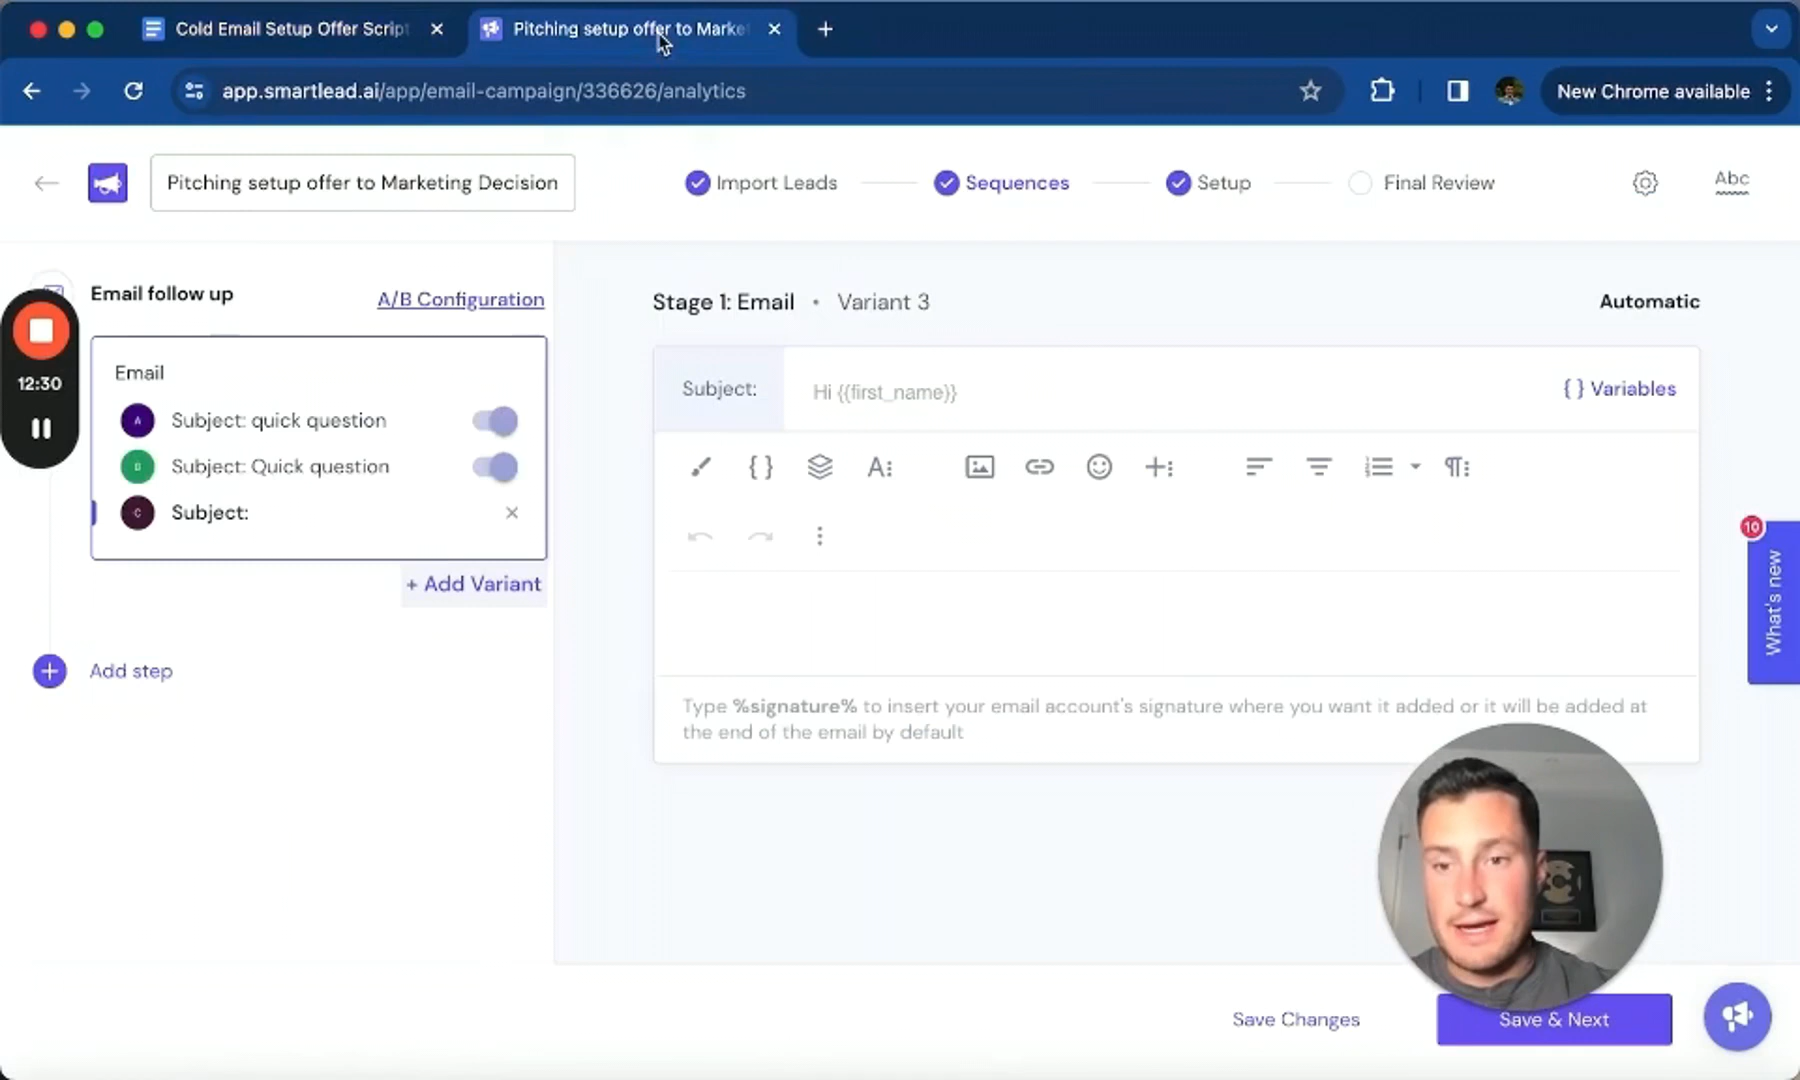 Cold Email Setup Offer Script
Pitching setup offer to Marke
app.smartlead.ai/app/email-campaign/336626/analytics
New Chrome available
Pitching setup offer to Marketing Decision
Import Leads
Sequences
Setup
Final Review
Abc
Email follow up
A/B Configuration
Stage 1: Email • Variant 3
Automatic
12:30
Email
A
Subject: quick question
Subject: Quick question
C
Subject:
+ Add Variant
Add step
Subject:
Hi {{first_name}}
{ } Variables
Type %signature% to insert your email account's signature where you want it added or it will be added at
the end of the email by default
10
What's new
Save Changes
Save & Next